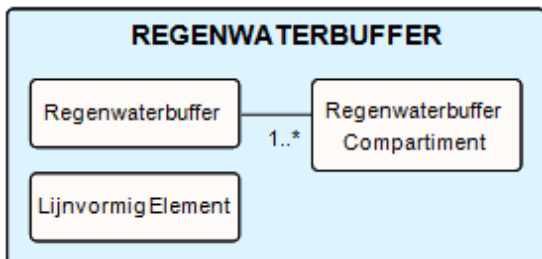 REGENWATERBUFFER
Regenwaterbuffer
1..*
Regenwaterbuffer
Compartiment
LijnvormigElement